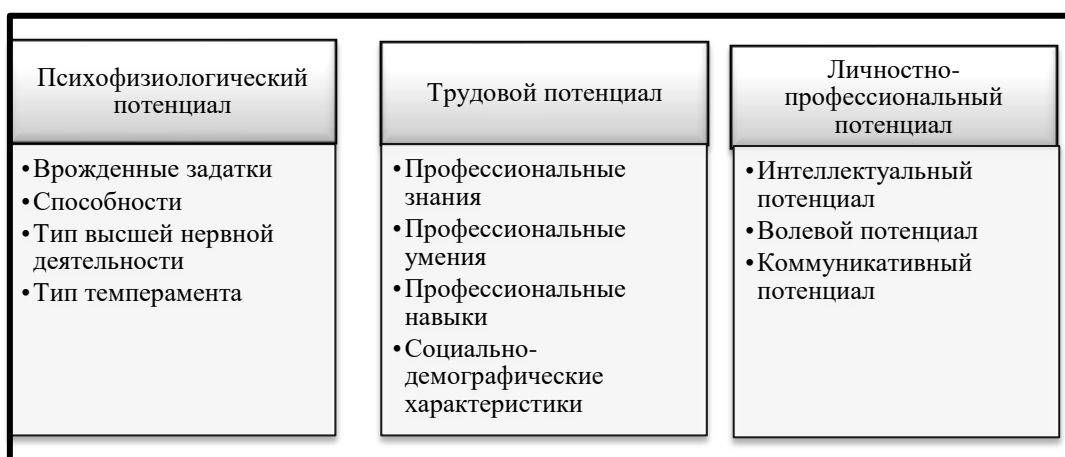 Психофизиологический
потенциал
•Врожденные задатки
•Способности
•Тип высшей нервной
деятельности
•Тип темперамента
Трудовой потенциал
•Профессиональные
знания
•Профессиональные
умения
•Профессиональные
навыки
•Социально-
демографические
характеристики
Личностно-
профессиональный
потенциал
•Интеллектуальный
потенциал
•Волевой потенциал
•Коммуникативный
потенциал